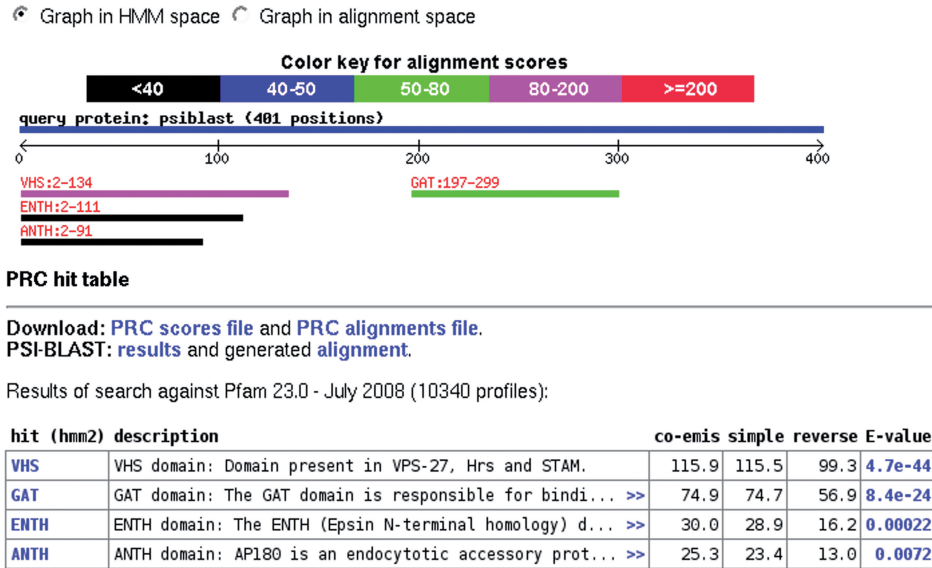 Graph in HMM space Graph in alignment space
Color key for alignment scores
<40 40-50 50-80 80-200 >=200
query protein: psiblast (401 positions)
0 100 200 300 400
VHS:2-134 GAT:197-299
ENTH:2-111
ANTH:2-91
PRC hit table
Download: PRC scores file and PRC alignments file.
PSI-BLAST: results and generated alignment.
Results of search against Pfam 23.0 - July 2008 (10340 profiles):
hit (hmm2) description co-emis simple reverse E-value
VHS VHS domain: Domain present in VPS-27, Hrs and STAM. 115.9 115.5 99.3 4.7e-44
GAT GAT domain: The GAT domain is responsible for bindi... >> 74.9 74.7 56.9 8.4e-24
ENTH ENTH domain: The ENTH (Epsin N-terminal homology) d... >> 30.0 28.9 16.2 0.00022
ANTH ANTH domain: AP180 is an endocytotic accessory prot... >> 25.3 23.4 13.0 0.0072